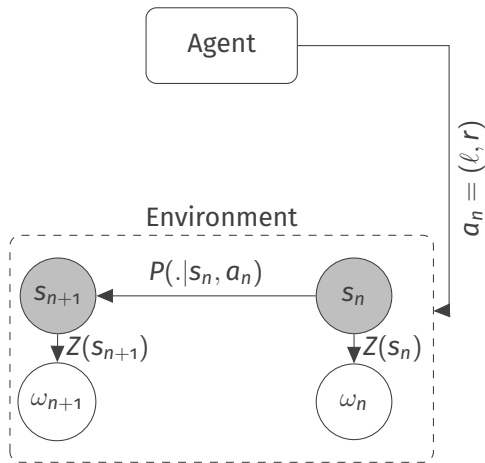 Agent
a_n = (ℓ, r)
Environment
s_{n+1}
P(.|s_n, a_n)
s_n
Z(s_{n+1})
Z(s_n)
ω_{n+1}
ω_n